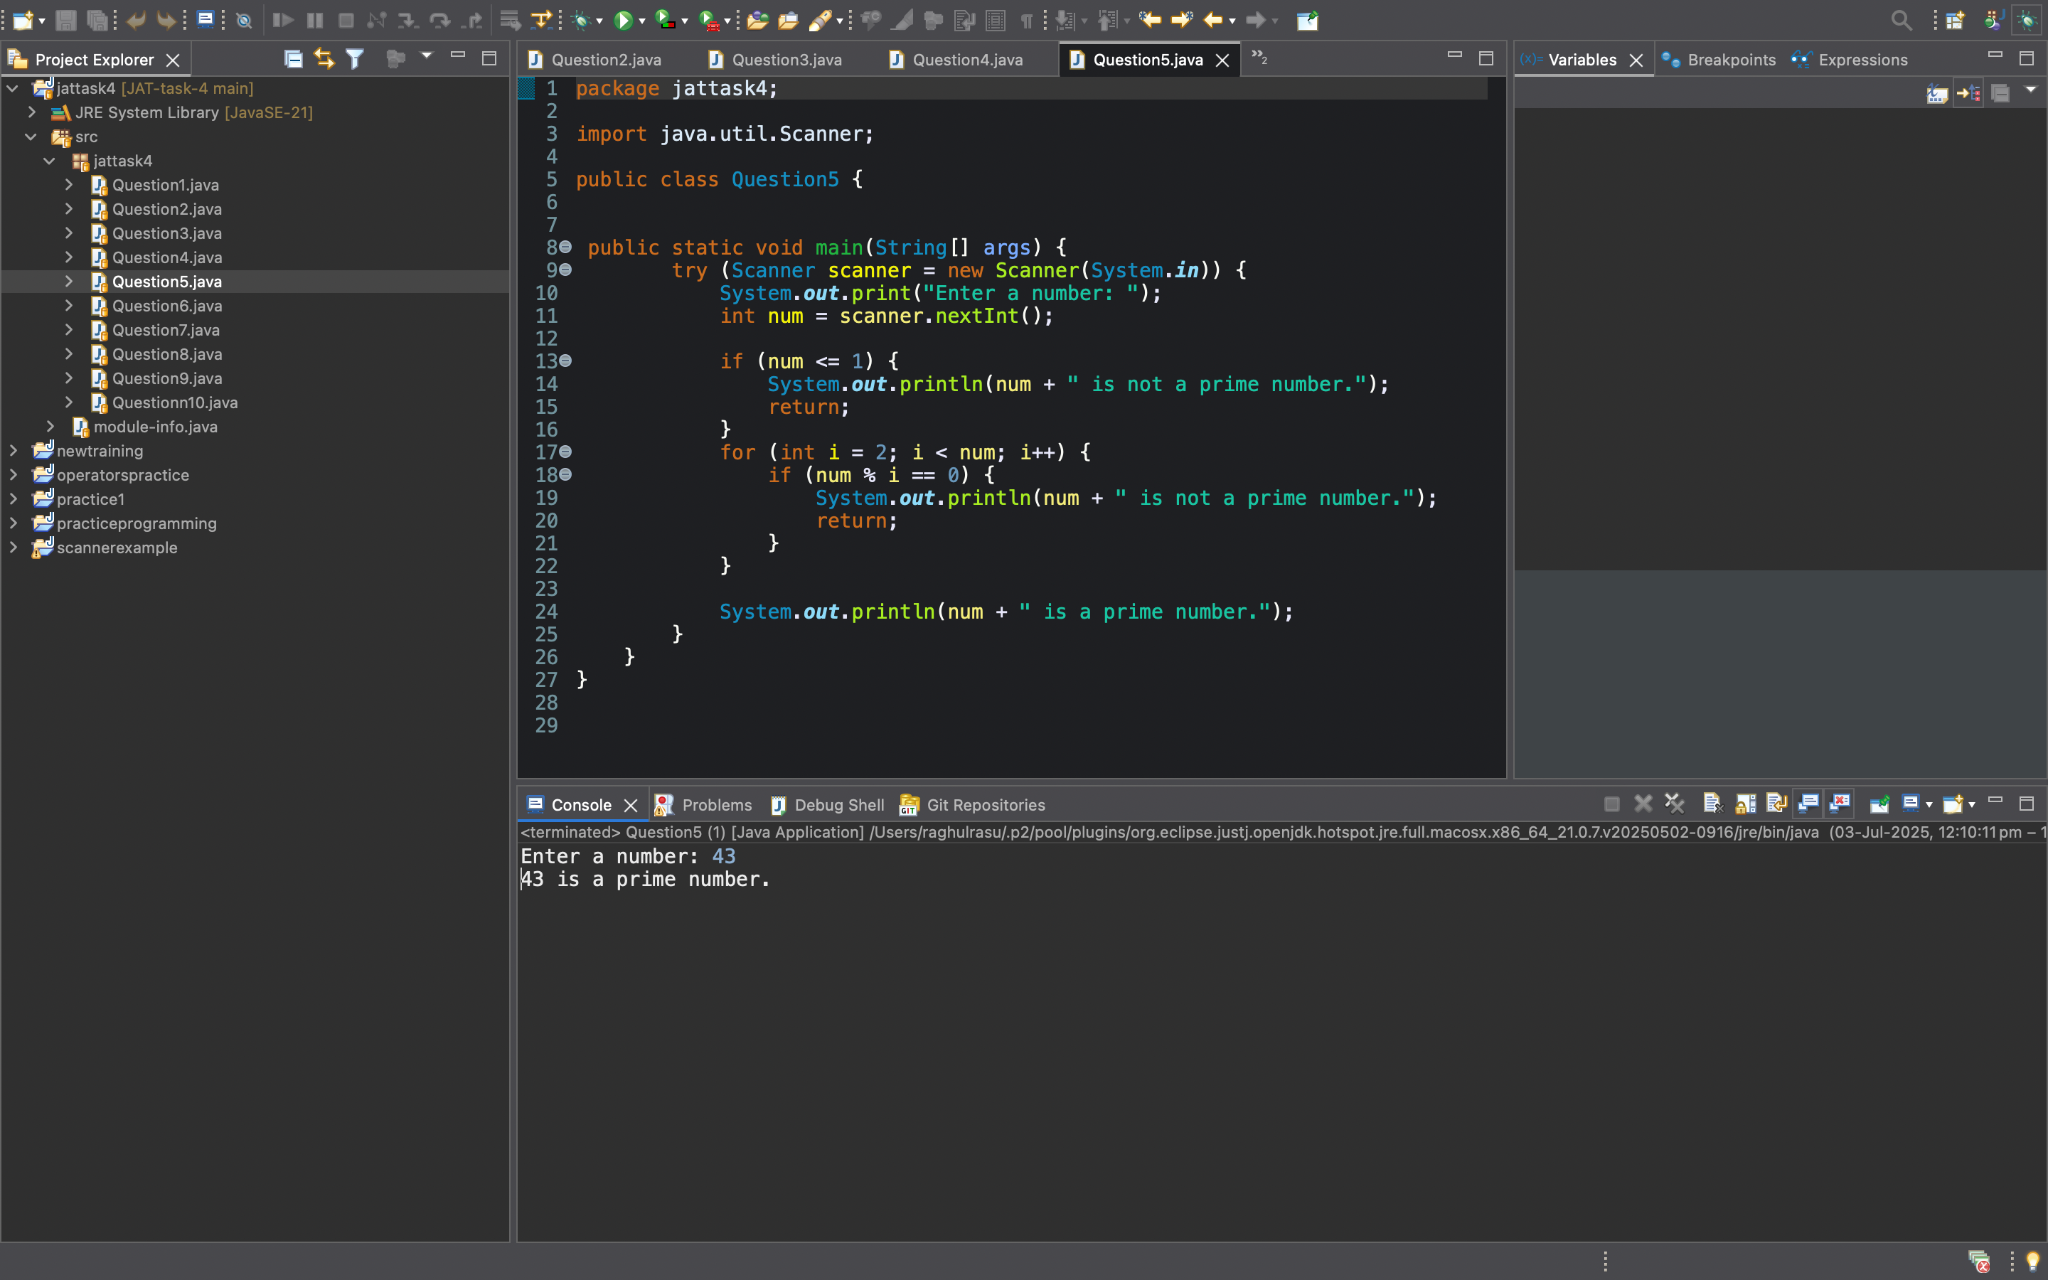 Project Explorer
jattask4 [JAT-task-4 main]
JRE System Library [JavaSE-21]
src
jattask4
Question1.java
Question2.java
Question3.java
Question4.java
Question5.java
Question6.java
Question7.java
Question8.java
Question9.java
Questionn10.java
module-info.java
newtraining
operatorspractice
practice1
practiceprogramming
scannerexample
Question2.java Question3.java Question4.java Question5.java »2
1 package jattask4;
2
3 import java.util.Scanner;
4
5 public class Question5 {
6
7
8 public static void main(String[] args) {
9 try (Scanner scanner = new Scanner(System.in)) {
10 System.out.print("Enter a number: ");
11 int num = scanner.nextInt();
12
13 if (num <= 1) {
14 System.out.println(num + " is not a prime number.");
15 return;
16 }
17 for (int i = 2; i < num; i++) {
18 if (num % i == 0) {
19 System.out.println(num + " is not a prime number.");
20 return;
21 }
22 }
23
24 System.out.println(num + " is a prime number.");
25 }
26 }
27 }
28
29
(x)= Variables Breakpoints Expressions
Console Problems Debug Shell GIT Git Repositories
<terminated> Question5 (1) [Java Application] /Users/raghulrasu/.p2/pool/plugins/org.eclipse.justj.openjdk.hotspot.jre.full.macosx.x86_64_21.0.7.v20250502-0916/jre/bin/java (03-Jul-2025, 12:10:11 pm – 1
Enter a number: 43
43 is a prime number.